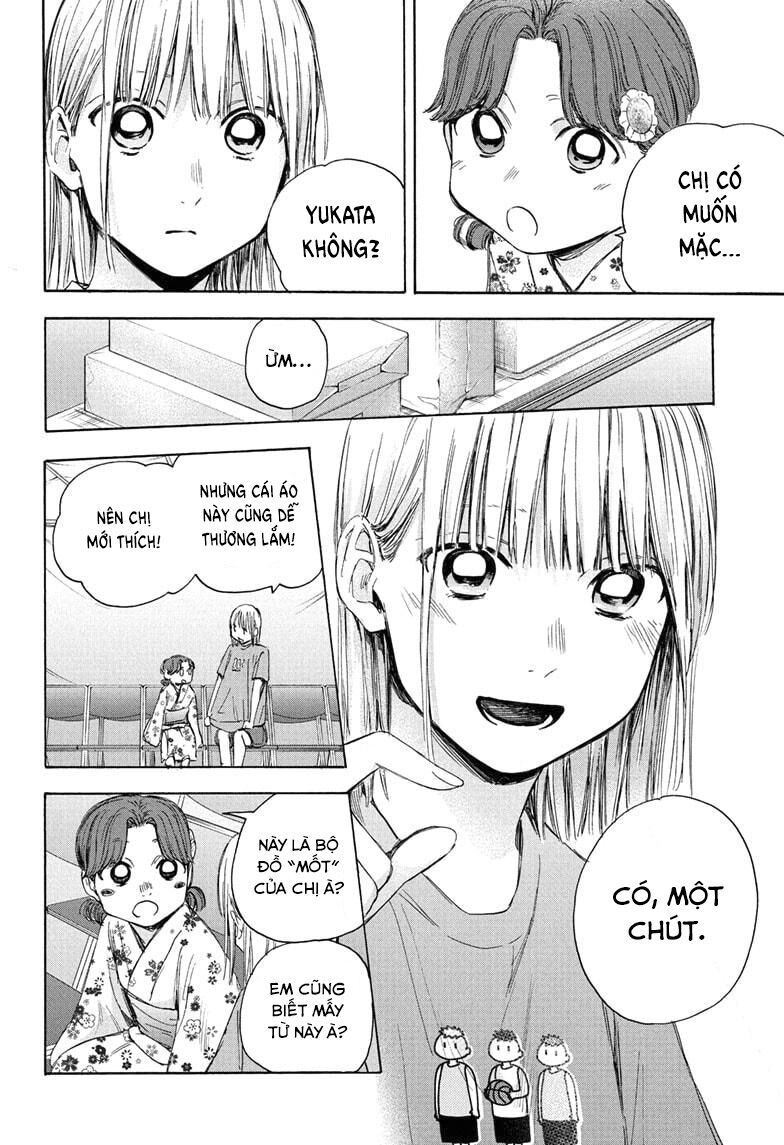 CHỊ CÓ
MUỐN
MẶC...
YUKATA
KHÔNG?
ỪM...
CÓ, MỘT
CHÚT.
NHƯNG CÁI ÁO
NÀY CŨNG DỄ
THƯƠNG LẮM!
NÊN CHỊ
MỚI THÍCH!
NÀY LÀ BỘ
ĐỒ “MỐT”
CỦA CHỊ À?
EM CŨNG
BIẾT MẤY
TỪ NÀY À?